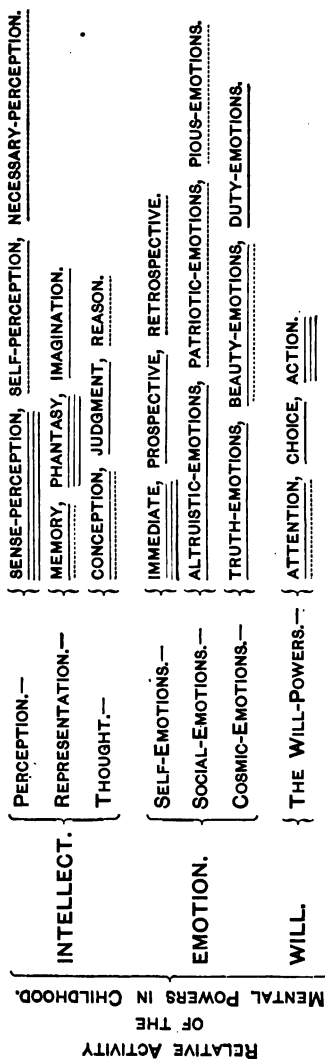 RELATIVE ACTIVITY
OF THE
MENTAL POWERS IN CHILDHOOD.
INTELLECT.
PERCEPTION.— SENSE-PERCEPTION, SELF-PERCEPTION, NECESSARY-PERCEPTION.
REPRESENTATION.— MEMORY, PHANTASY, IMAGINATION.
THOUGHT.— CONCEPTION, JUDGMENT, REASON.
EMOTION.
SELF-EMOTIONS.— IMMEDIATE, PROSPECTIVE, RETROSPECTIVE.
SOCIAL-EMOTIONS.— ALTRUISTIC-EMOTIONS, PATRIOTIC-EMOTIONS, PIOUS-EMOTIONS.
COSMIC-EMOTIONS.— TRUTH-EMOTIONS, BEAUTY-EMOTIONS, DUTY-EMOTIONS.
WILL.
THE WILL-POWERS.— ATTENTION, CHOICE, ACTION.